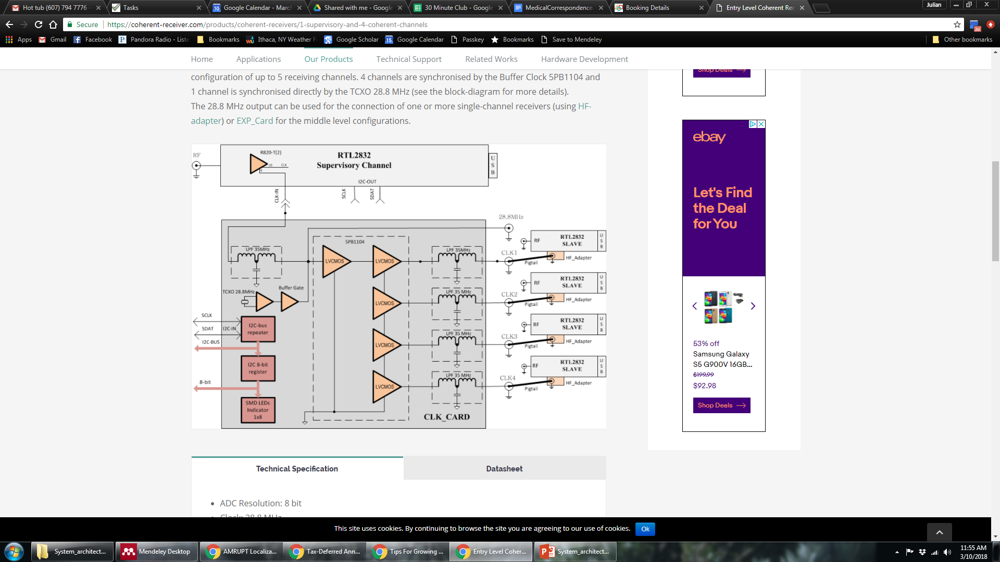 Hot tub (607) 794 7776 -
Tasks
Google Calendar - March
Shared with me - Google
30 Minute Club - Google
MedicalCorrespondence
Booking Details
Entry Level Coherent Rec
Julian
Secure
https://coherent-receiver.com/products/coherent-receivers/1-supervisory-and-4-coherent-channels
2d
Apps
Gmail
Facebook
Pandora Radio - Liste
Bookmarks
Ithaca, NY Weather F
Google Scholar
Google Calendar
Passkey
Bookmarks
Save to Mendeley
Other bookmarks
Home
Applications
Our Products
Technical Support
Related Works
Hardware Development
configuration of up to 5 receiving channels. 4 channels are synchronised by the Buffer Clock 5PB1104 and
1 channel is synchronised directly by the TCXO 28.8 MHz (see the block-diagram for more details).
The 28.8 MHz output can be used for the connection of one or more single-channel receivers (using HF-
adapter) or EXP_Card for the middle level configurations.
RF
R820-T(2)
10
CLK
9
RTL2832
Supervisory Channel
USB
I2C-OUT
CLK-IN
SCLK
SDAT
28.8MHz
LPF 35MHz
5PB1104
LVCMOS
LVCMOS
LPF 35MHz
CLK1
Pigtail
RF
RTL2832
SLAVE
USB
HF_Adapter
TCXO 28.8MHz
Buffer Gate
LVCMOS
LPF 35 MHz
CLK2
Pigtail
RF
RTL2832
SLAVE
USB
HF_Adapter
SCLK
SDAT
I2C-IN
I2C-BUS
I2C-bus
repeater
LVCMOS
LPF 35 MHz
CLK3
Pigtail
RF
RTL2832
SLAVE
USB
HF_Adapter
I2C 8-bit
register
8-bit
LVCMOS
LPF 35 MHz
CLK4
Pigtail
RF
RTL2832
SLAVE
USB
HF_Adapter
SMD LEDs
Indicator
1x8
CLK_CARD
Technical Specification
Datasheet
ADC Resolution: 8 bit
Clock: 28.8 MHz
Shop Deals
ebay
Let's Find
the Deal
for You
53% off
Samsung Galaxy
S5 G900V 16GB...
$199.99
$92.98
Shop Deals
This site uses cookies. By continuing to browse the site you are agreeing to our use of cookies.
Ok
System_architect...
Mendeley Desktop
AMRUPT Localiza...
Tax-Deferred Ann...
Tips For Growing ...
Entry Level Coher...
System_architect...
11:55 AM
3/10/2018